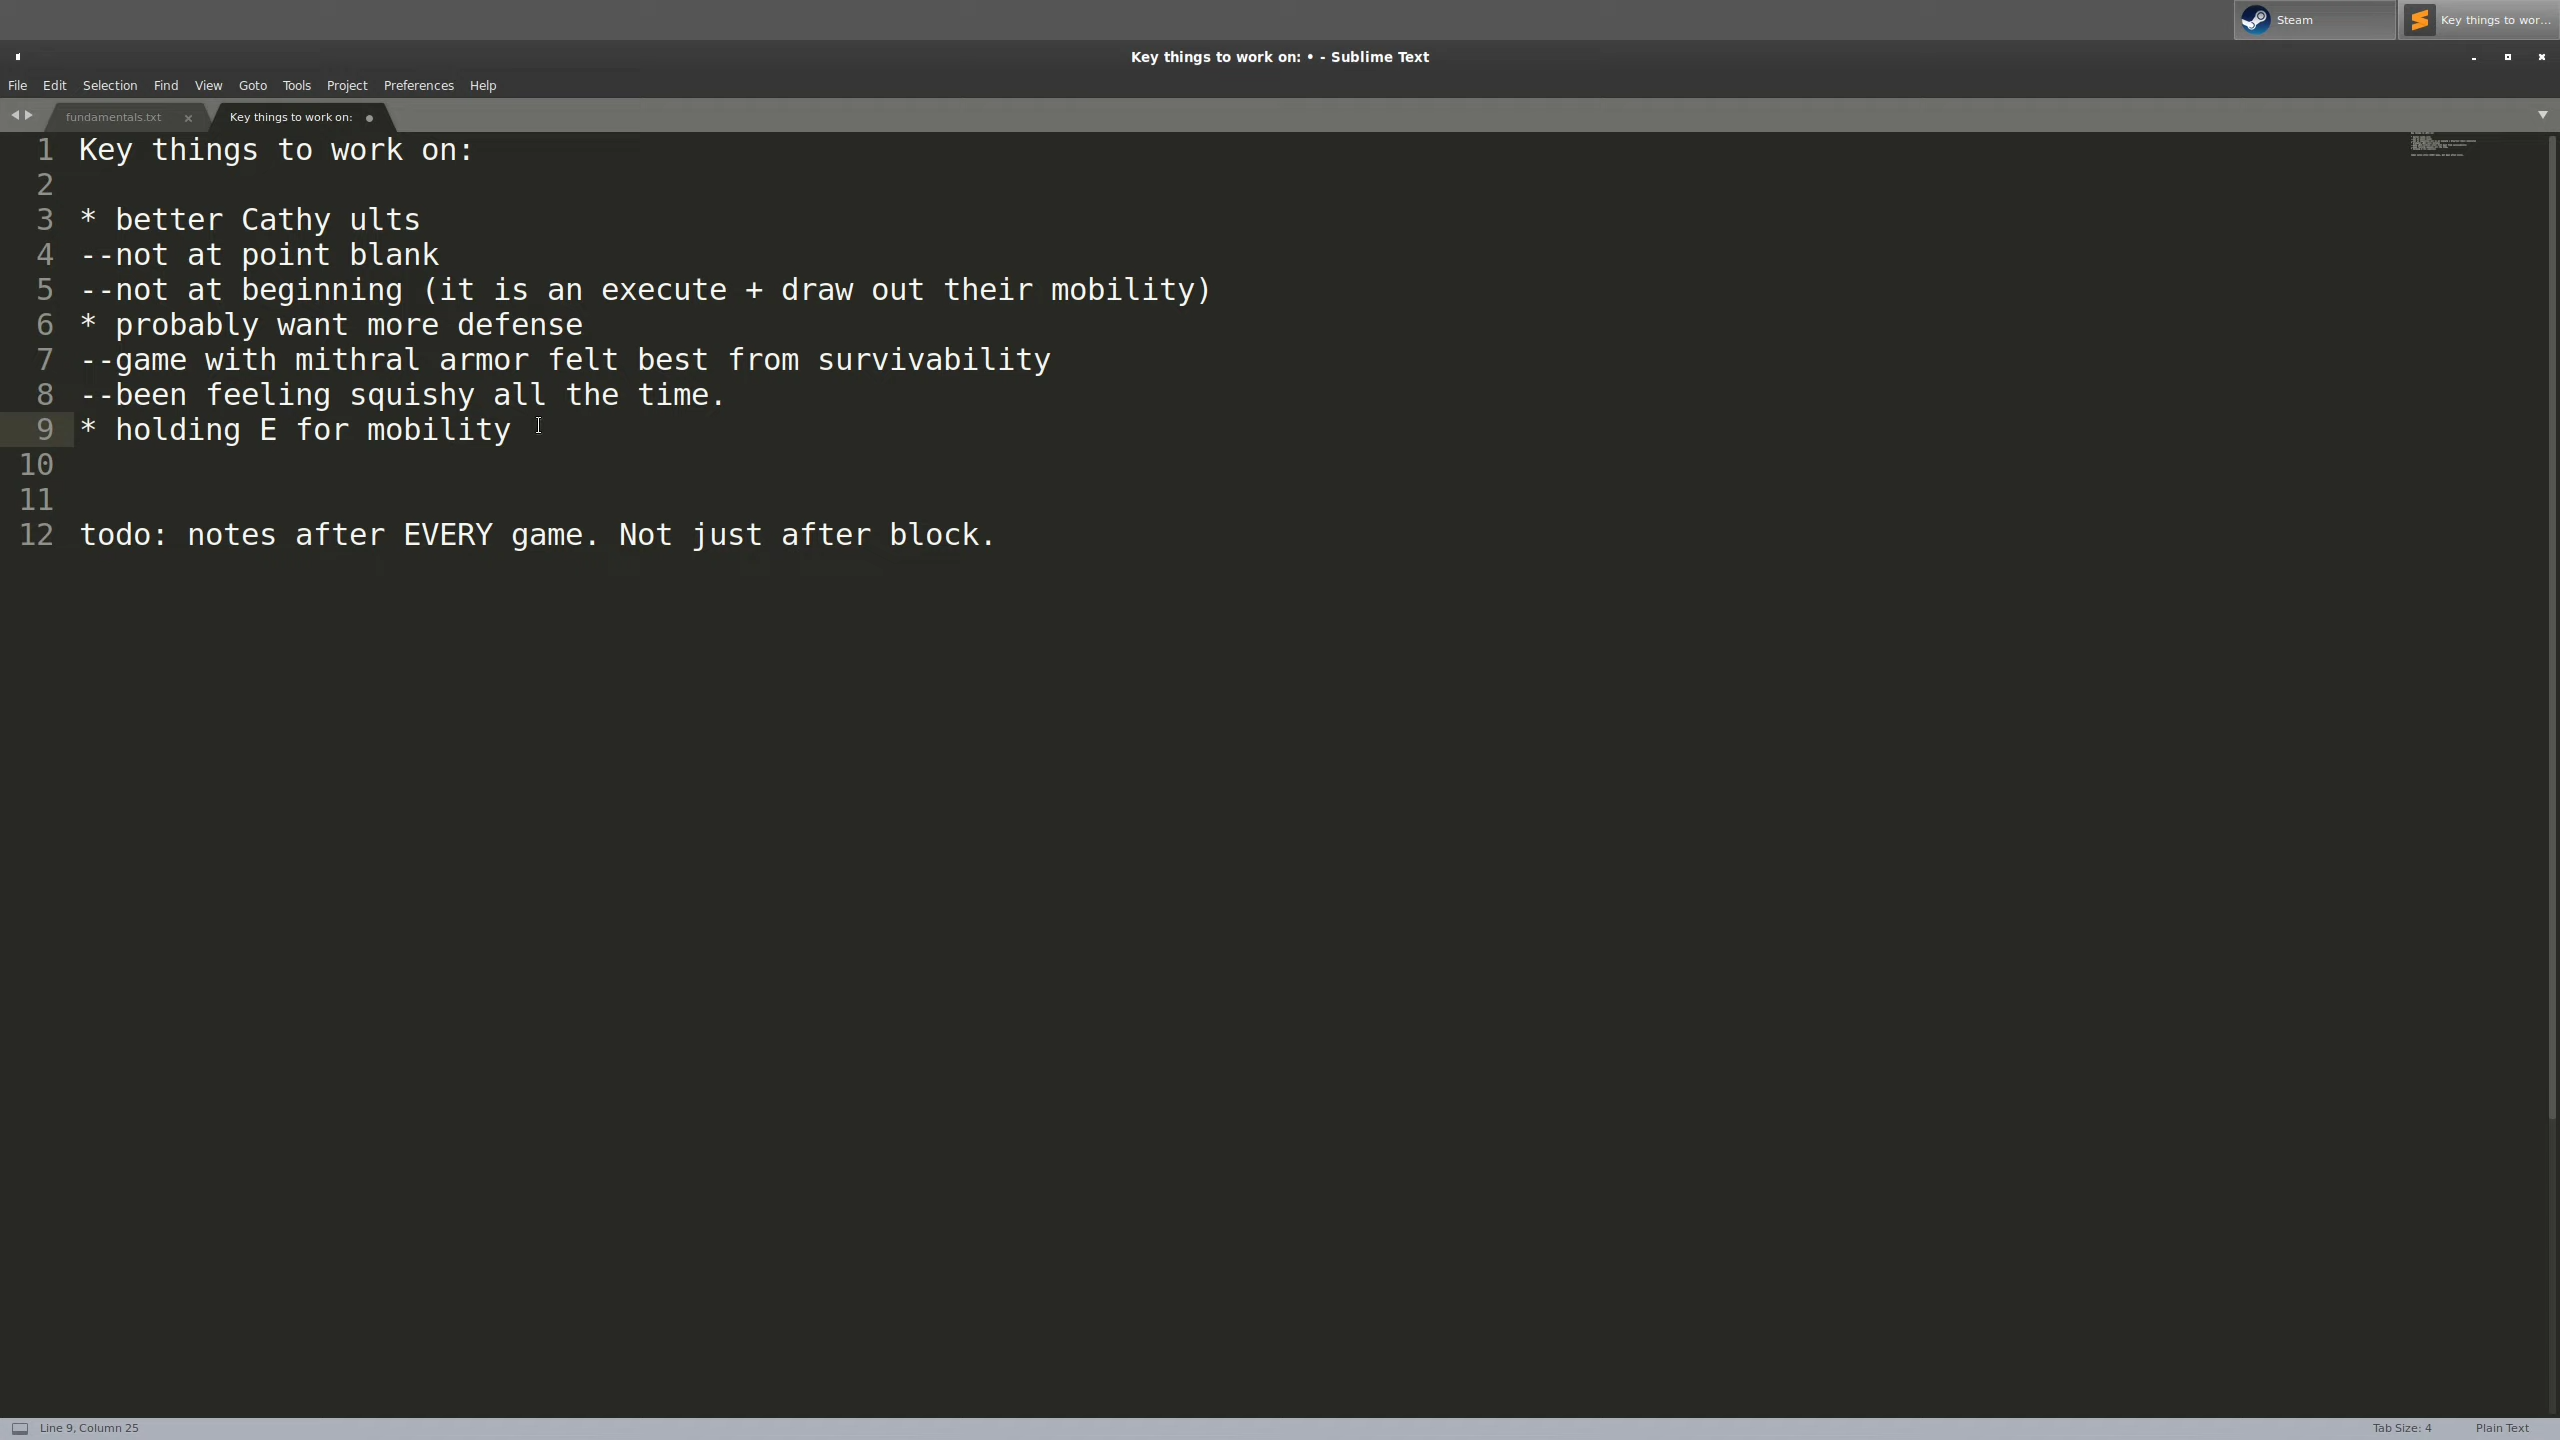 Steam
Key things to wor...
Key things to work on: • - Sublime Text
File Edit Selection Find View Goto Tools Project Preferences Help
fundamentals.txt
Key things to work on:
1 Key things to work on:
2
3 * better Cathy ults
4 --not at point blank
5 --not at beginning (it is an execute + draw out their mobility)
6 * probably want more defense
7 --game with mithral armor felt best from survivability
8 --been feeling squishy all the time.
9 * holding E for mobility
10
11
12 todo: notes after EVERY game. Not just after block.
Line 9, Column 25
Tab Size: 4
Plain Text